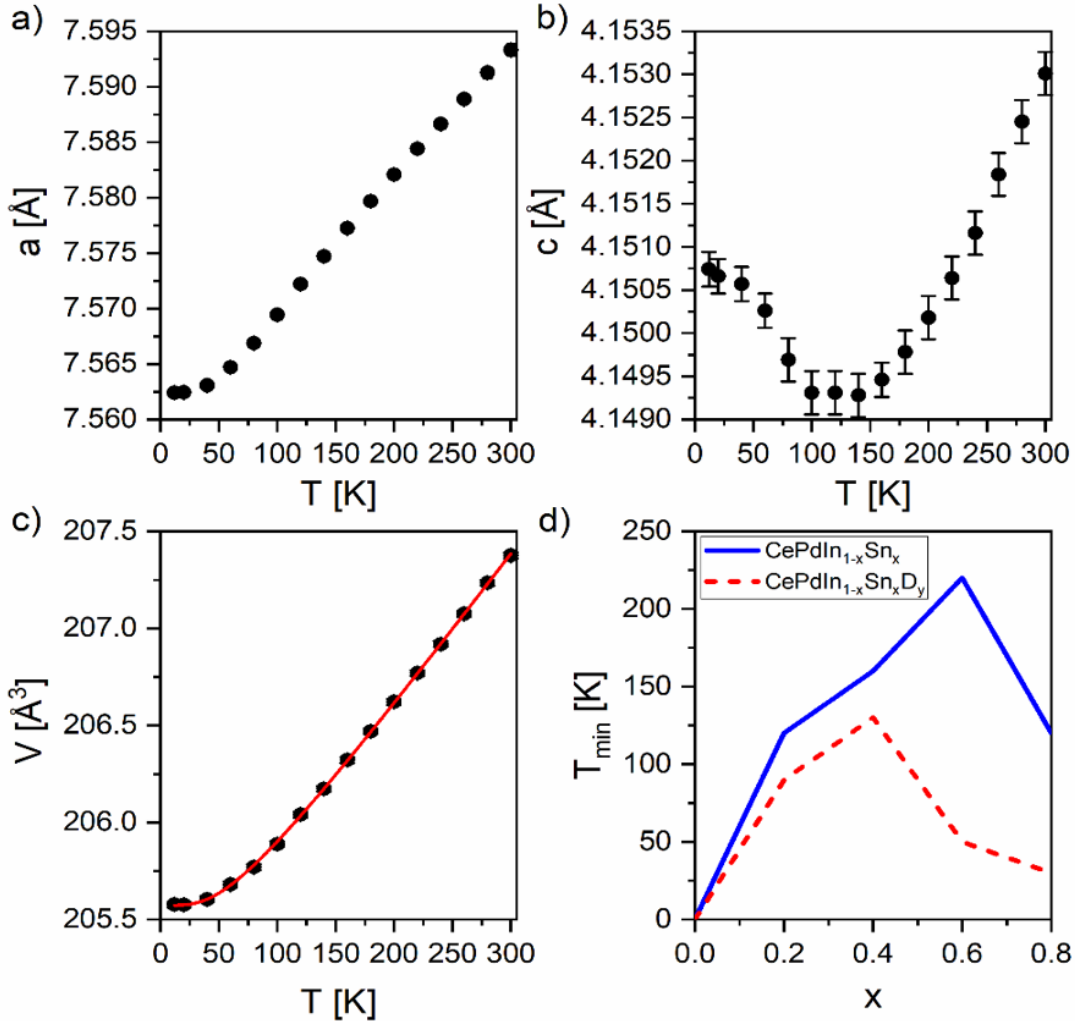 a)
7.595
7.590
7.585
7.580
7.575
7.570
7.565
7.560
a [Å]
0 50 100 150 200 250 300
T [K]
b)
4.1535
4.1530
4.1525
4.1520
4.1515
4.1510
4.1505
4.1500
4.1495
4.1490
c [Å]
0 50 100 150 200 250 300
T [K]
c)
207.5
207.0
206.5
206.0
205.5
V [Å³]
0 50 100 150 200 250 300
T [K]
d)
250
200
150
100
50
0
T_min [K]
CePdIn₁₋ₓSnₓ
CePdIn₁₋ₓSnₓD_y
0.0 0.2 0.4 0.6 0.8
x